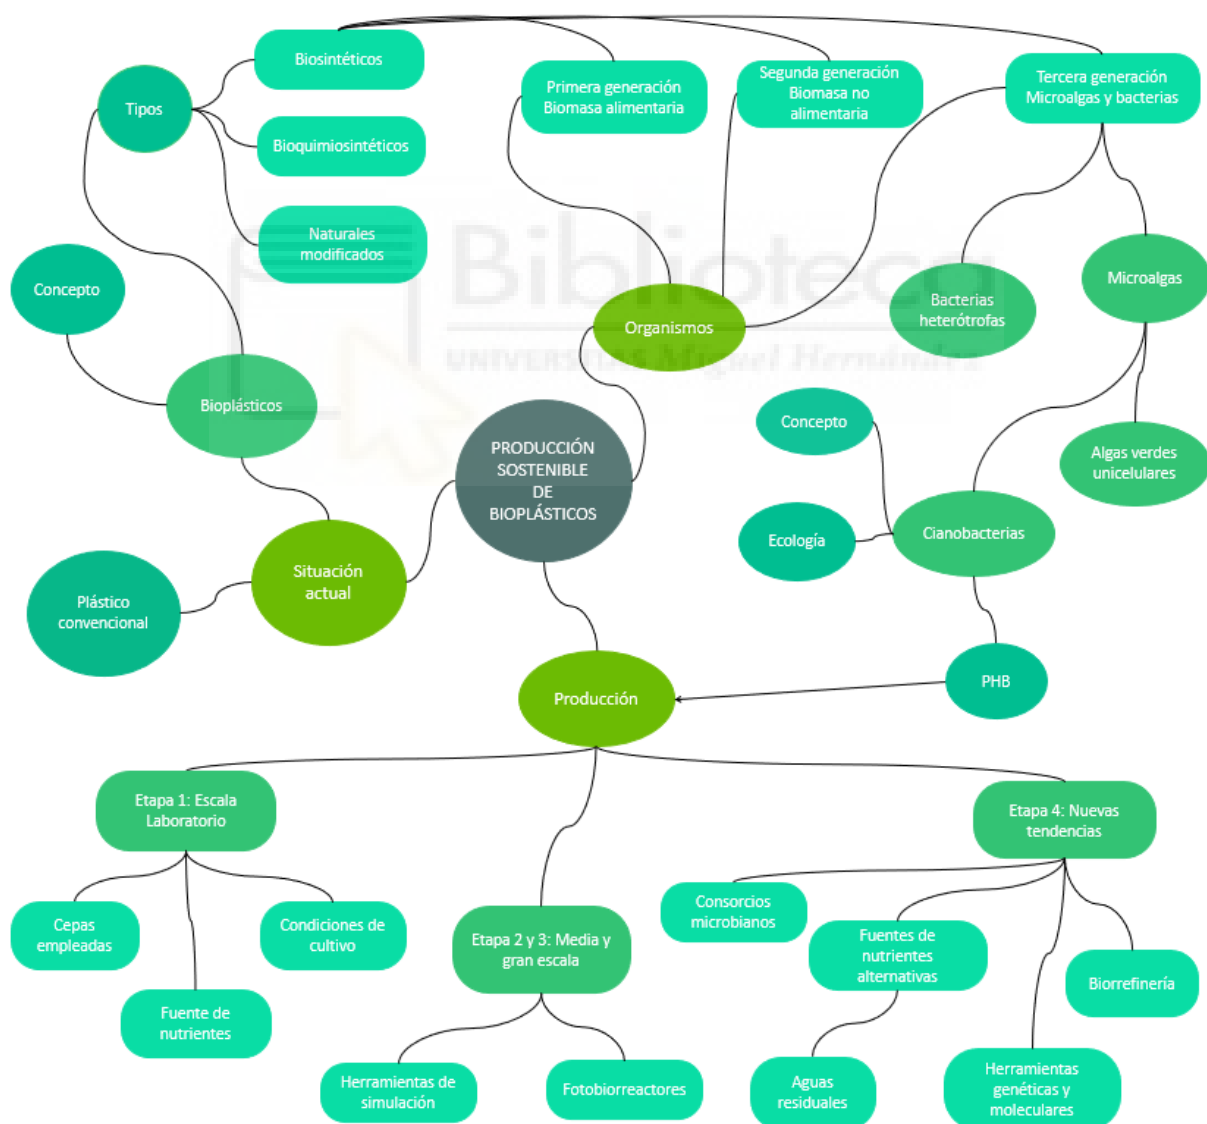 Biosintéticos
Tipos
Primera generación
Biomasa alimentaria
Segunda generación
Biomasa no
alimentaria
Tercera generación
Microalgas y bacterias
Bioquimiosintéticos
Naturales
modificados
Concepto
Biblioteca
UNIVERSITAS Miguel Hernández
Microalgas
Bacterias
heterótrofas
Organismos
Bioplásticos
Concepto
Algas verdes
unicelulares
PRODUCCIÓN
SOSTENIBLE
DE
BIOPLÁSTICOS
Ecología
Cianobacterias
Situación
actual
Plástico
convencional
PHB
Producción
Etapa 1: Escala
Laboratorio
Etapa 4: Nuevas
tendencias
Cepas
empleadas
Condiciones de
cultivo
Fuente de
nutrientes
Etapa 2 y 3: Media y
gran escala
Consorcios
microbianos
Fuentes de
nutrientes
alternativas
Biorrefinería
Herramientas de
simulación
Fotobiorreactores
Aguas
residuales
Herramientas
genéticas y
moleculares